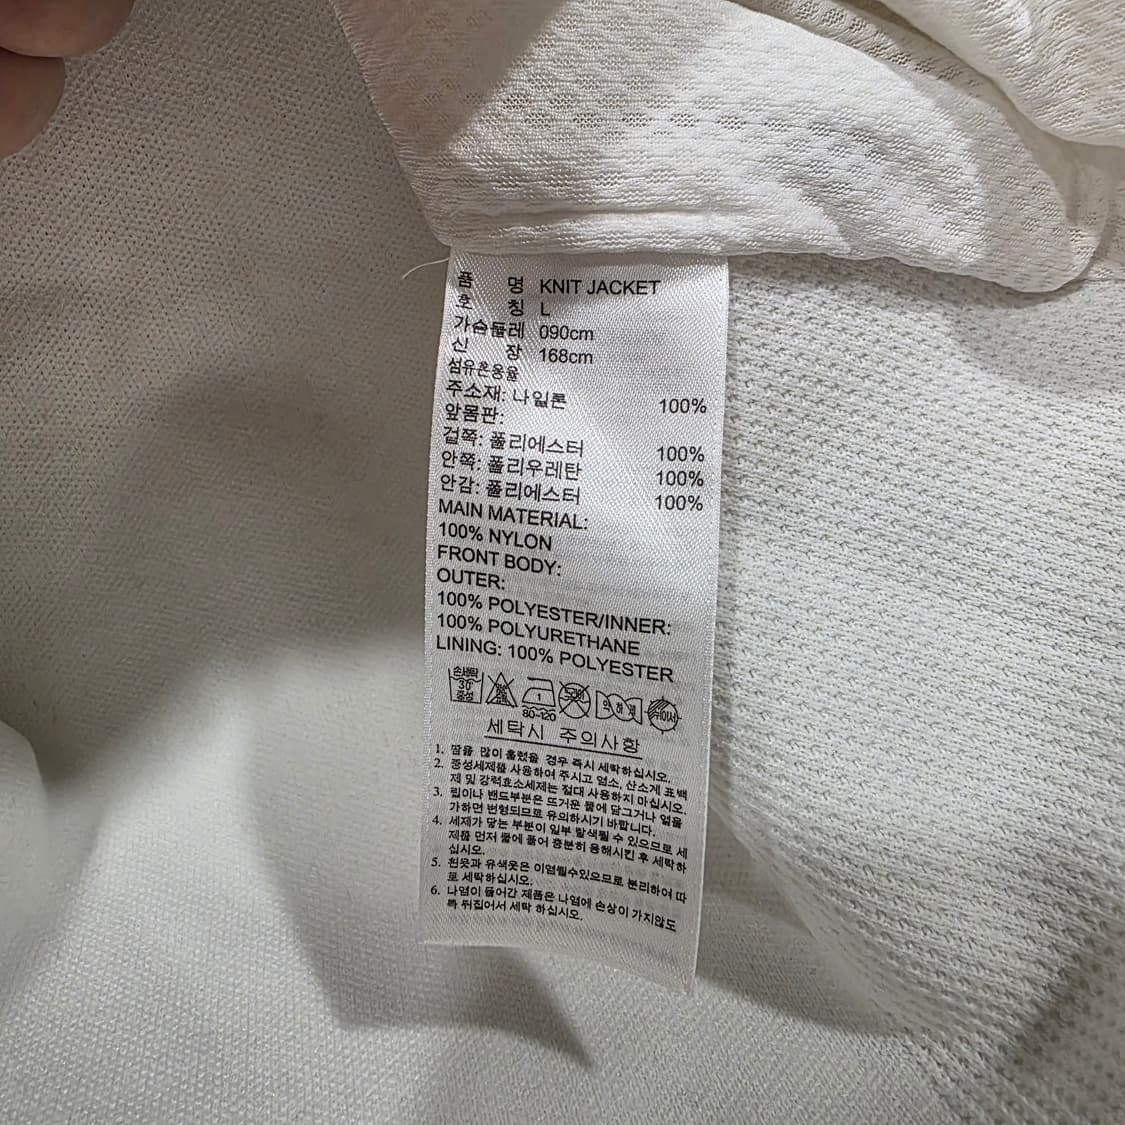 품 명 KNIT JACKET
호 칭 L
가슴둘레 090cm
신 장 168cm
섬유혼용율
주소재: 나일론 100%
앞몸판:
겉쪽: 폴리에스터 100%
안쪽: 폴리우레탄 100%
안감: 폴리에스터 100%
MAIN MATERIAL:
100% NYLON
FRONT BODY:
OUTER:
100% POLYESTER/INNER:
100% POLYURETHANE
LINING: 100% POLYESTER
손세탁
30°
중성
1
80-120
약하게
뉘어서
세탁시 주의사항
1. 땀을 많이 흘렸을 경우 즉시 세탁하십시오.
2. 중성세제를 사용하여 주시고 염소, 산소계 표백
제 및 강력효소세제는 절대 사용하지 마십시오.
3. 립이나 밴드부분은 뜨거운 물에 담그거나 열을
가하면 변형되므로 유의하시기 바랍니다.
4. 세제가 닿는 부분이 일부 탈색될 수 있으므로 세
제를 먼저 물에 풀어 충분히 용해시킨 후 세탁하
십시오.
5. 흰옷과 유색옷은 이염될수있으므로 분리하여 따
로 세탁하십시오.
6. 나염이 들어간 제품은 나염에 손상이 가지않도
록 뒤집어서 세탁 하십시오.